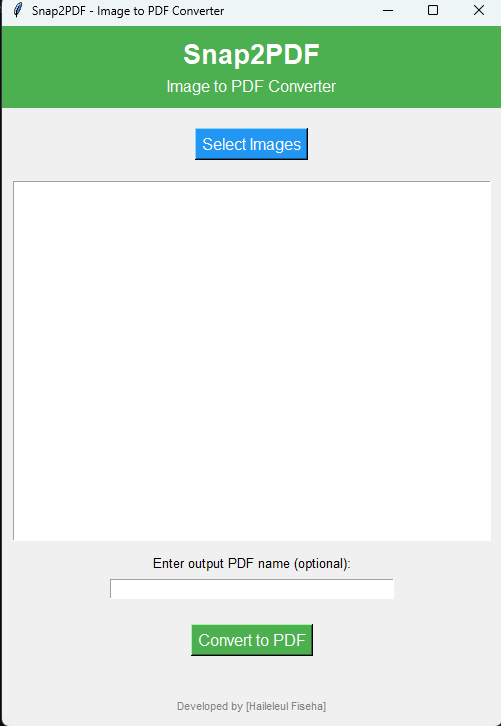 Snap2PDF - Image to PDF Converter
Snap2PDF
Image to PDF Converter
Select Images
Enter output PDF name (optional):
Convert to PDF
Developed by [Haileleul Fiseha]